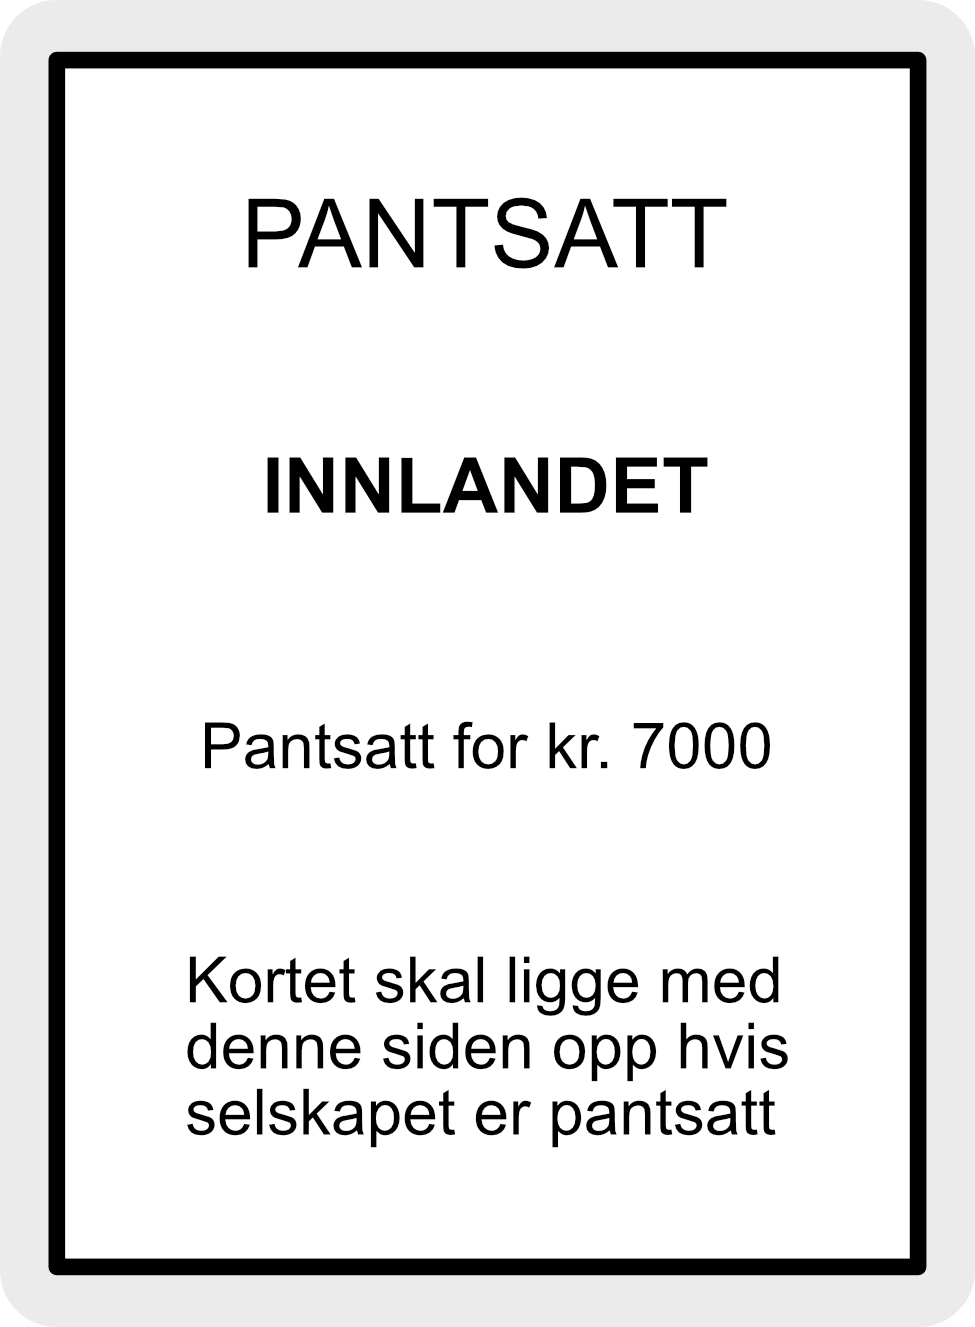 PANTSATT
INNLANDET
Pantsatt for kr. 7000
Kortet skal ligge med
denne siden opp hvis
selskapet er pantsatt